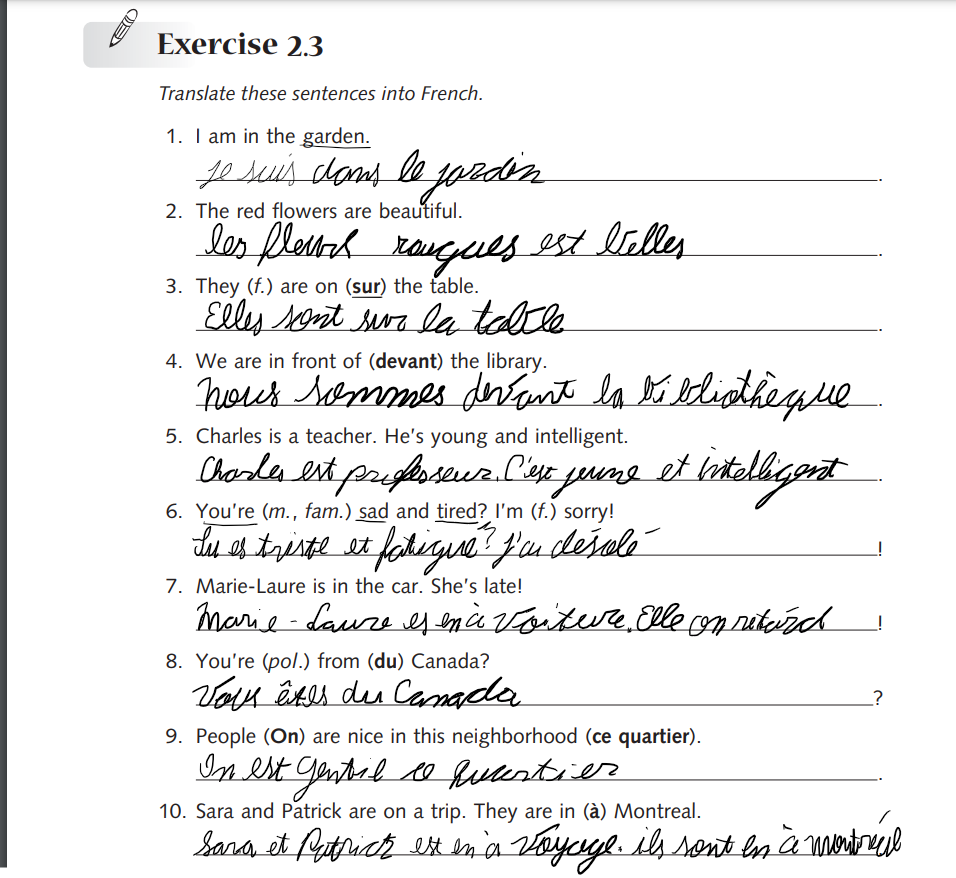 Exercise 2.3
Translate these sentences into French.
1. I am in the garden.
je suis dans le jardin.
2. The red flowers are beautiful.
les fleurs rougues est belles.
3. They (f.) are on (sur) the table.
Elles sont sur la table.
4. We are in front of (devant) the library.
nous sommes devant la bibliothèque.
5. Charles is a teacher. He's young and intelligent.
Charles est professeur. C'est jeune et intelligent.
6. You're (m., fam.) sad and tired? I'm (f.) sorry!
Tu es triste et fatigué? j'ai désolé!
7. Marie-Laure is in the car. She's late!
Marie-Laure es en à voiture. Elle en retard!
8. You're (pol.) from (du) Canada?
Vous êtes du Canada?
9. People (On) are nice in this neighborhood (ce quartier).
On est gentil ce quartier.
10. Sara and Patrick are on a trip. They are in (à) Montreal.
Sara et Patrick est en à voyage. ils sont en à montréal